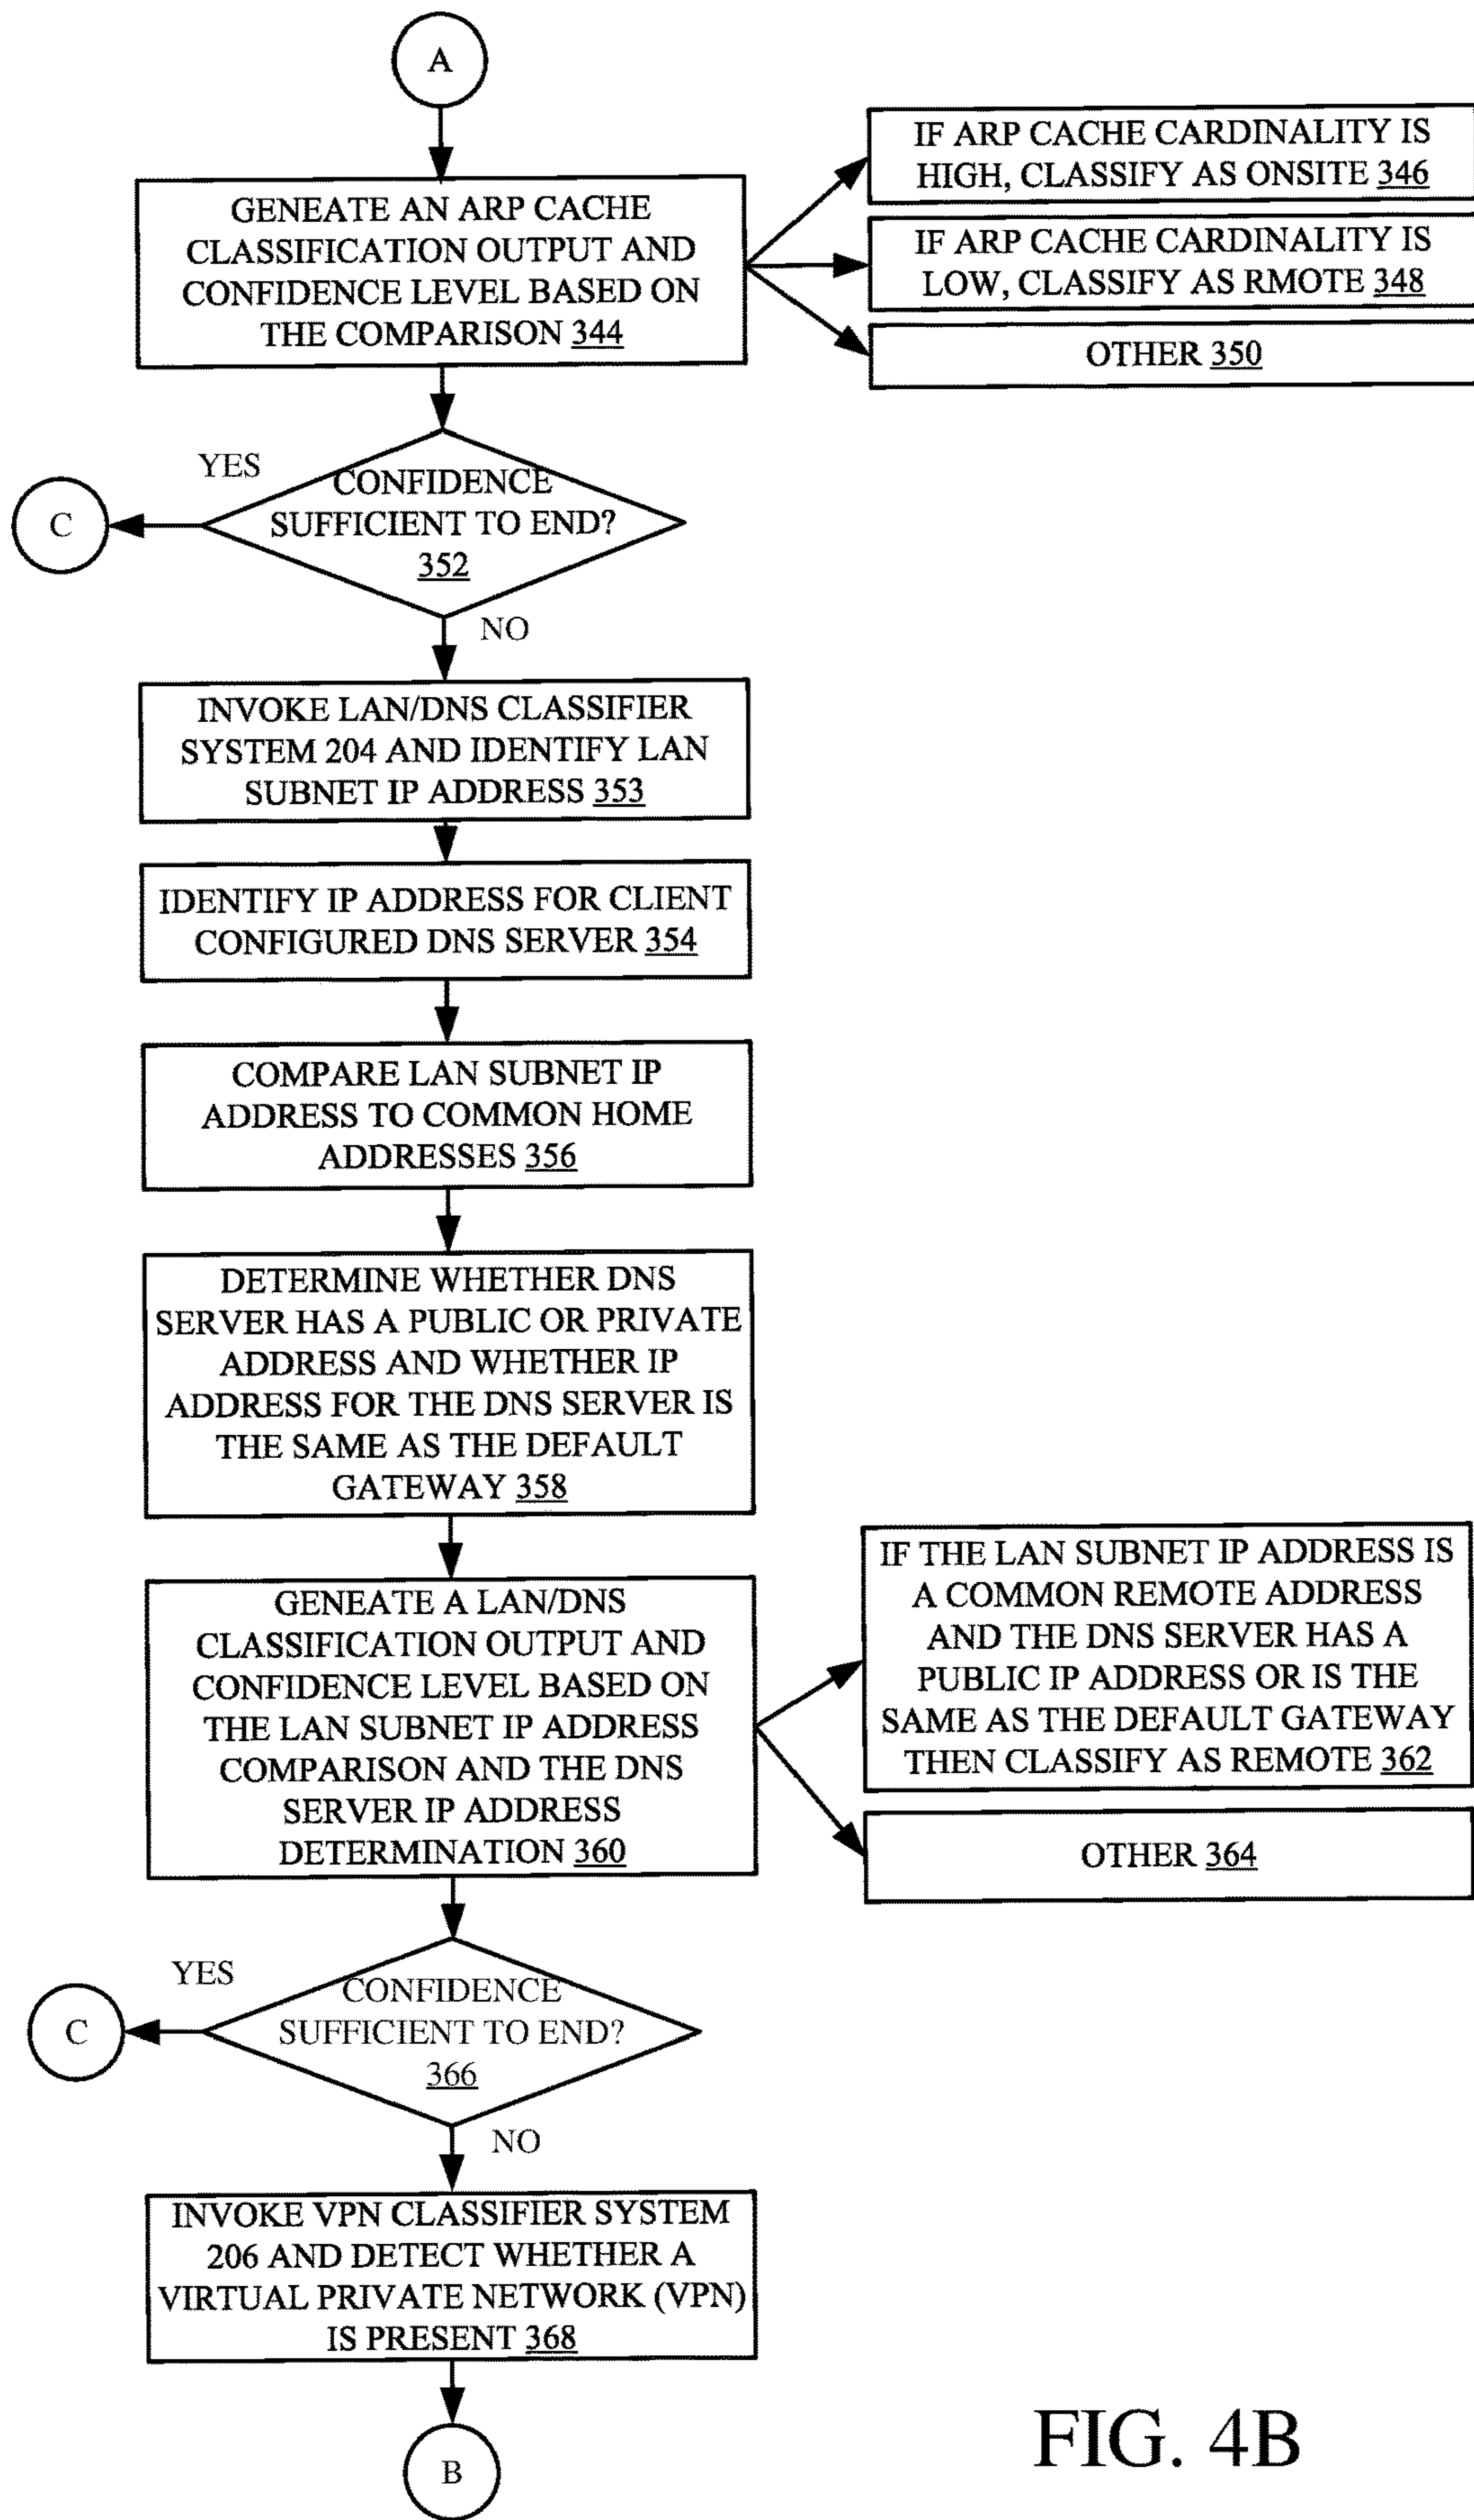 A
GENEATE AN ARP CACHE
CLASSIFICATION OUTPUT AND
CONFIDENCE LEVEL BASED ON
THE COMPARISON 344
IF ARP CACHE CARDINALITY IS
HIGH, CLASSIFY AS ONSITE 346
IF ARP CACHE CARDINALITY IS
LOW, CLASSIFY AS RMOTE 348
OTHER 350
YES
CONFIDENCE
SUFFICIENT TO END?
352
C
NO
INVOKE LAN/DNS CLASSIFIER
SYSTEM 204 AND IDENTIFY LAN
SUBNET IP ADDRESS 353
IDENTIFY IP ADDRESS FOR CLIENT
CONFIGURED DNS SERVER 354
COMPARE LAN SUBNET IP
ADDRESS TO COMMON HOME
ADDRESSES 356
DETERMINE WHETHER DNS
SERVER HAS A PUBLIC OR PRIVATE
ADDRESS AND WHETHER IP
ADDRESS FOR THE DNS SERVER IS
THE SAME AS THE DEFAULT
GATEWAY 358
GENEATE A LAN/DNS
CLASSIFICATION OUTPUT AND
CONFIDENCE LEVEL BASED ON
THE LAN SUBNET IP ADDRESS
COMPARISON AND THE DNS
SERVER IP ADDRESS
DETERMINATION 360
IF THE LAN SUBNET IP ADDRESS IS
A COMMON REMOTE ADDRESS
AND THE DNS SERVER HAS A
PUBLIC IP ADDRESS OR IS THE
SAME AS THE DEFAULT GATEWAY
THEN CLASSIFY AS REMOTE 362
OTHER 364
YES
CONFIDENCE
SUFFICIENT TO END?
366
C
NO
INVOKE VPN CLASSIFIER SYSTEM
206 AND DETECT WHETHER A
VIRTUAL PRIVATE NETWORK (VPN)
IS PRESENT 368
B
FIG. 4B